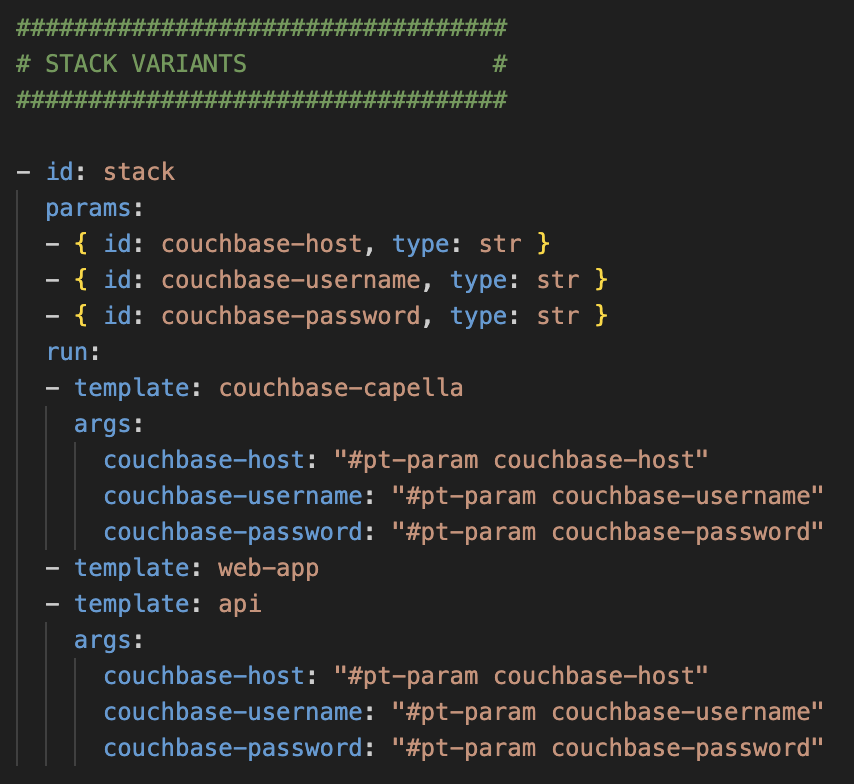 ##################################
# STACK VARIANTS                 #
##################################
- id: stack
  params:
  - { id: couchbase-host, type: str }
  - { id: couchbase-username, type: str }
  - { id: couchbase-password, type: str }
  run:
  - template: couchbase-capella
    args:
      couchbase-host: "#pt-param couchbase-host"
      couchbase-username: "#pt-param couchbase-username"
      couchbase-password: "#pt-param couchbase-password"
  - template: web-app
  - template: api
    args:
      couchbase-host: "#pt-param couchbase-host"
      couchbase-username: "#pt-param couchbase-username"
      couchbase-password: "#pt-param couchbase-password"